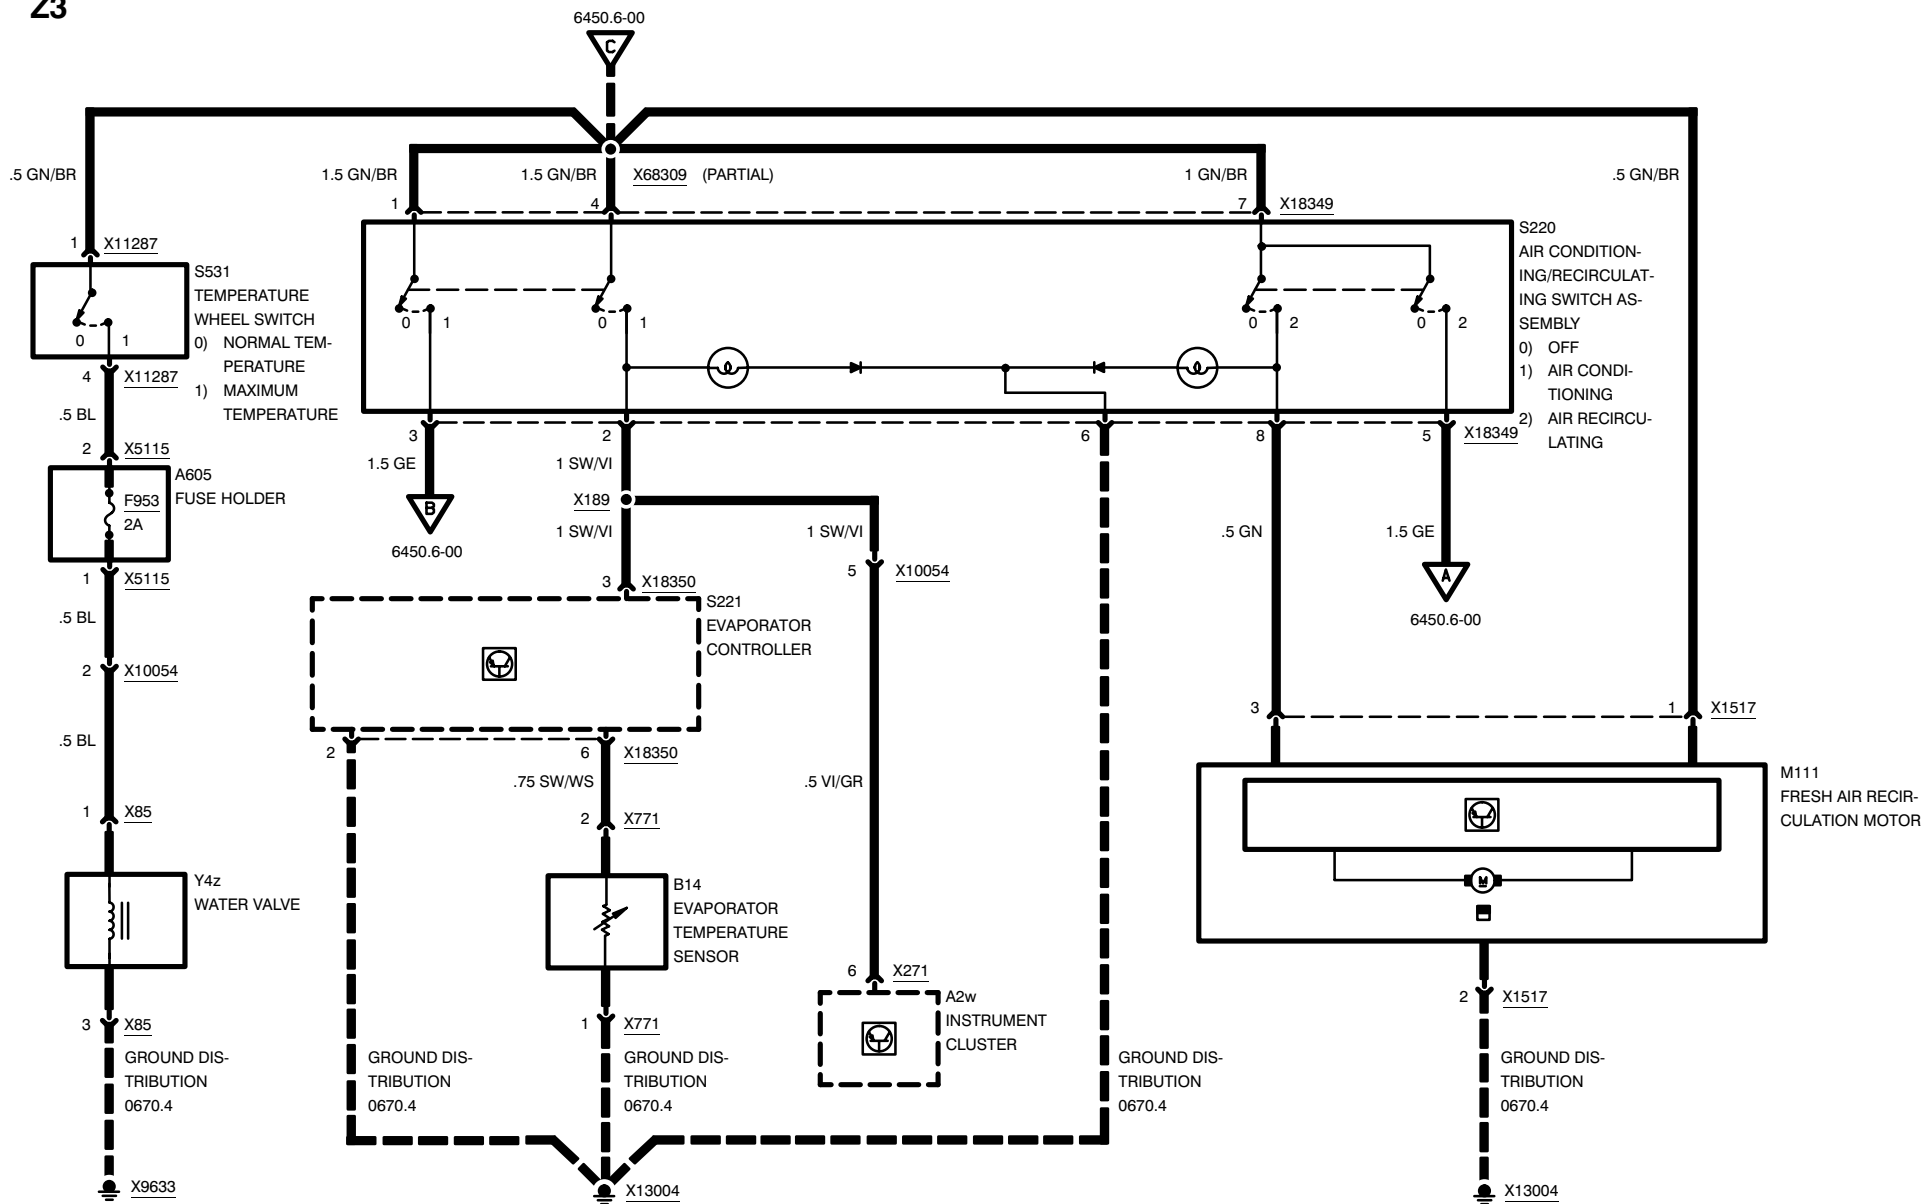 Z3
6450.6-00
C
.5 GN/BR
1.5 GN/BR
1.5 GN/BR
X68309 (PARTIAL)
1 GN/BR
.5 GN/BR
1
4
7
X18349
1
X11287
S531
TEMPERATURE
WHEEL SWITCH
0) NORMAL TEM-
PERATURE
1) MAXIMUM
TEMPERATURE
0
1
0
1
0
1
0
2
0
2
S220
AIR CONDITION-
ING/RECIRCULAT-
ING SWITCH AS-
SEMBLY
0) OFF
1) AIR CONDI-
TIONING
2) AIR RECIRCU-
LATING
4
X11287
.5 BL
2
X5115
A605
FUSE HOLDER
F953
2A
1
X5115
.5 BL
2
X10054
.5 BL
1
X85
Y4z
WATER VALVE
3
X85
GROUND DIS-
TRIBUTION
0670.4
X9633
3
2
6
8
5
X18349
1.5 GE
B
6450.6-00
1 SW/VI
X189
1 SW/VI
1 SW/VI
5
X10054
.5 GN
1.5 GE
A
6450.6-00
3
X18350
S221
EVAPORATOR
CONTROLLER
2
6
X18350
.75 SW/WS
.5 VI/GR
2
X771
B14
EVAPORATOR
TEMPERATURE
SENSOR
1
X771
6
X271
A2w
INSTRUMENT
CLUSTER
GROUND DIS-
TRIBUTION
0670.4
GROUND DIS-
TRIBUTION
0670.4
GROUND DIS-
TRIBUTION
0670.4
X13004
3
1
X1517
M111
FRESH AIR RECIR-
CULATION MOTOR
M
2
X1517
GROUND DIS-
TRIBUTION
0670.4
X13004